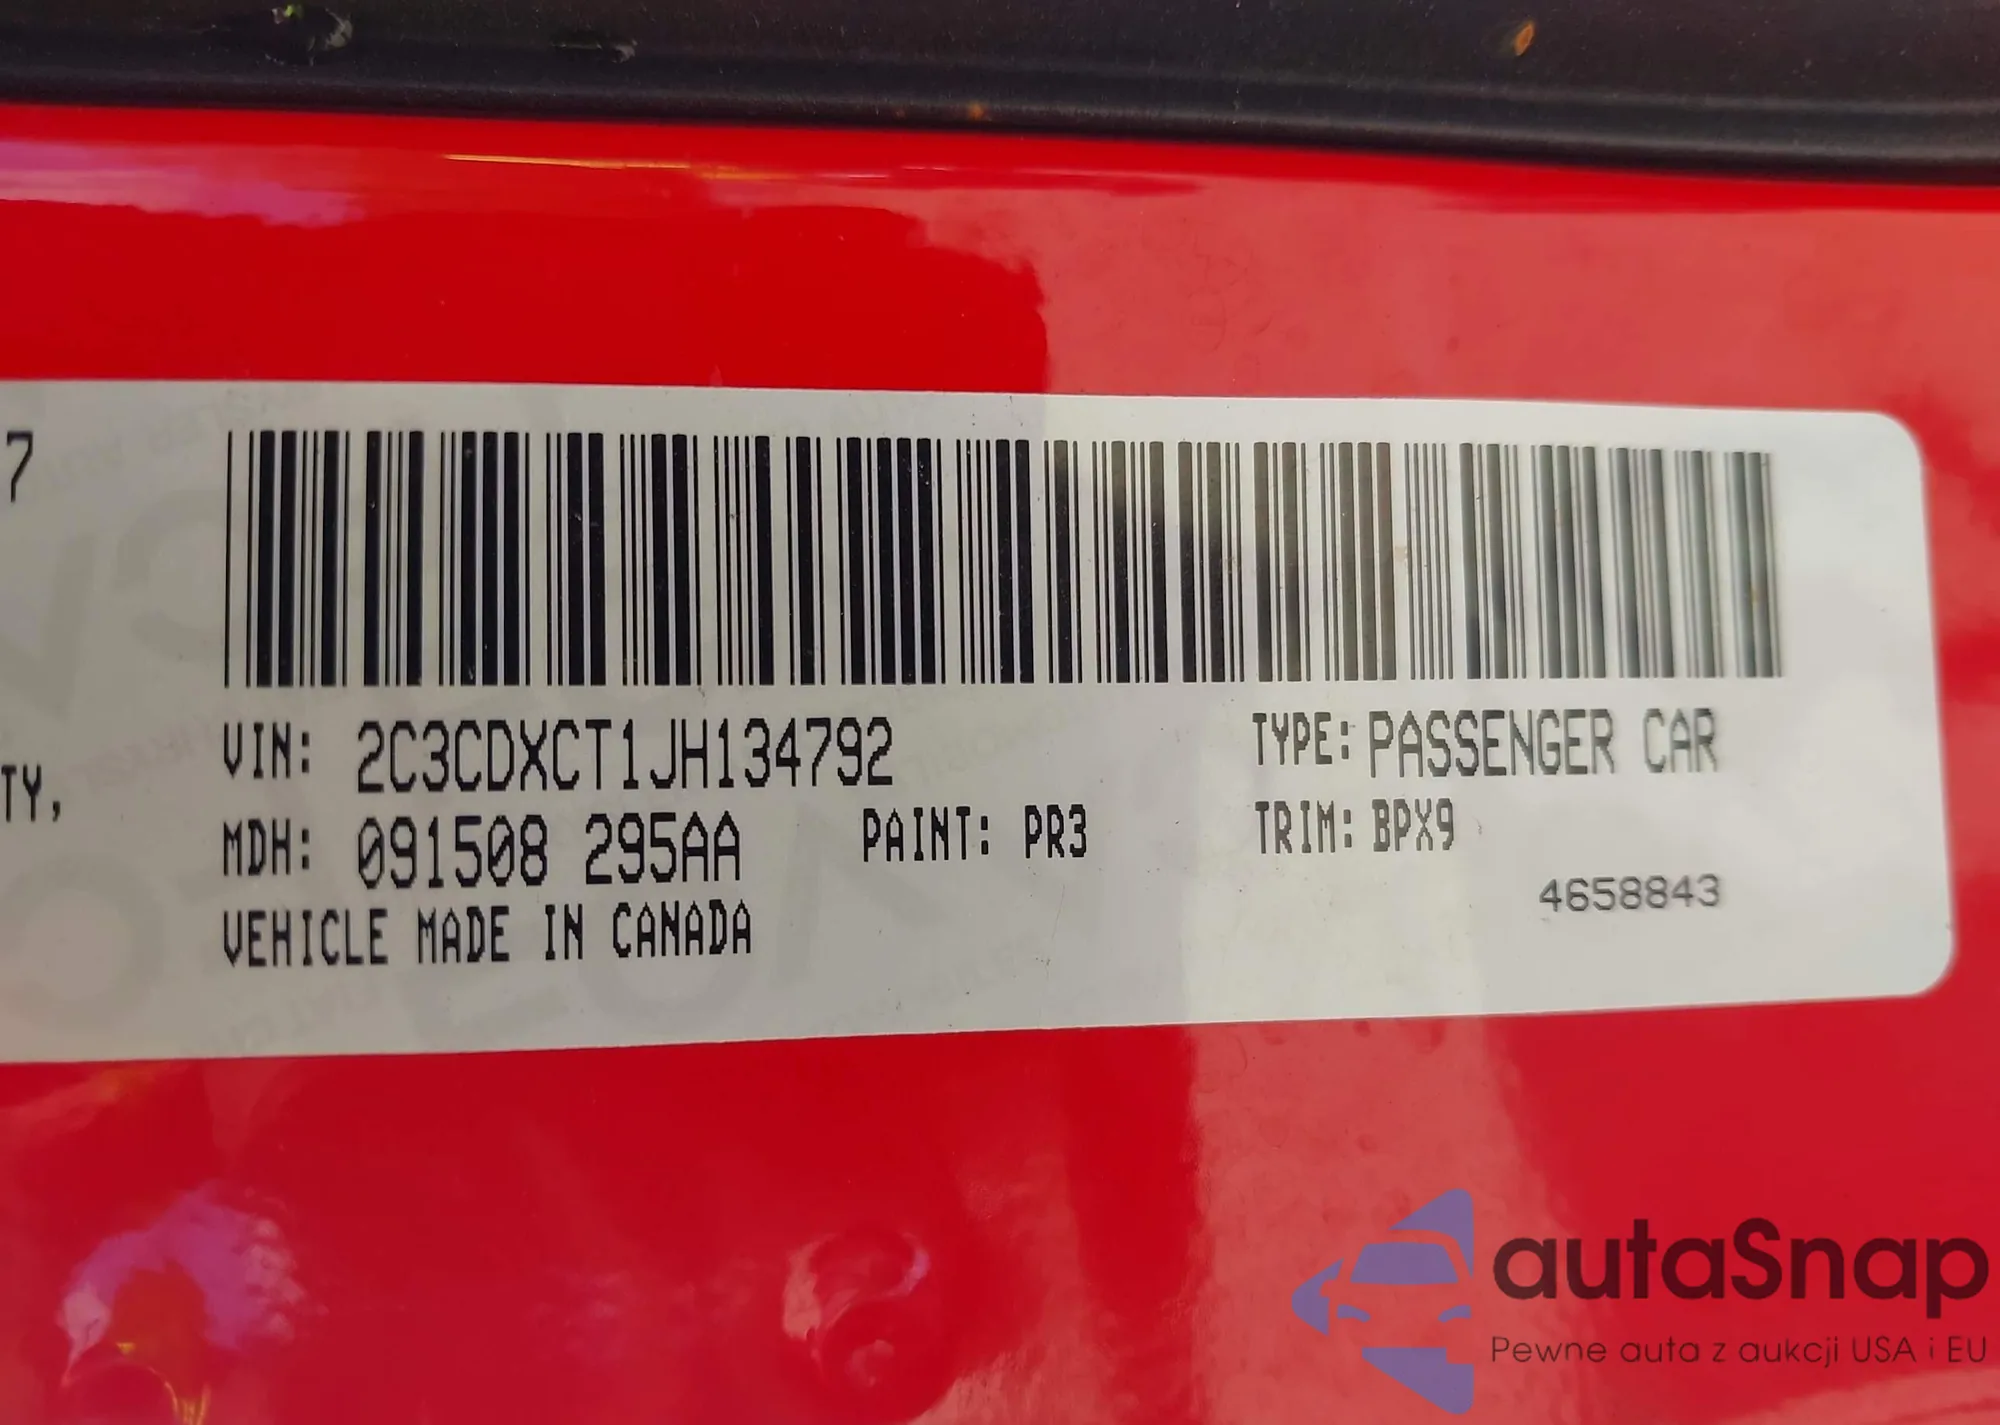 7
TY,
VIN: 2C3CDXCT1JH134792
TYPE: PASSENGER CAR
MDH: 091508 295AA
PAINT: PR3
TRIM: BPX9
4658843
VEHICLE MADE IN CANADA
autaSnap
Pewne auta z aukcji USA i EU